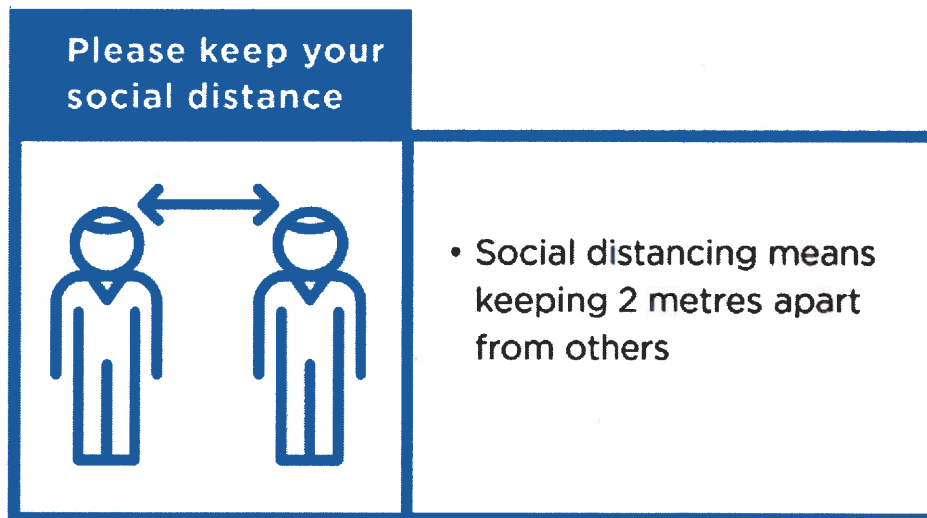 Please keep your
social distance
• Social distancing means
keeping 2 metres apart
from others